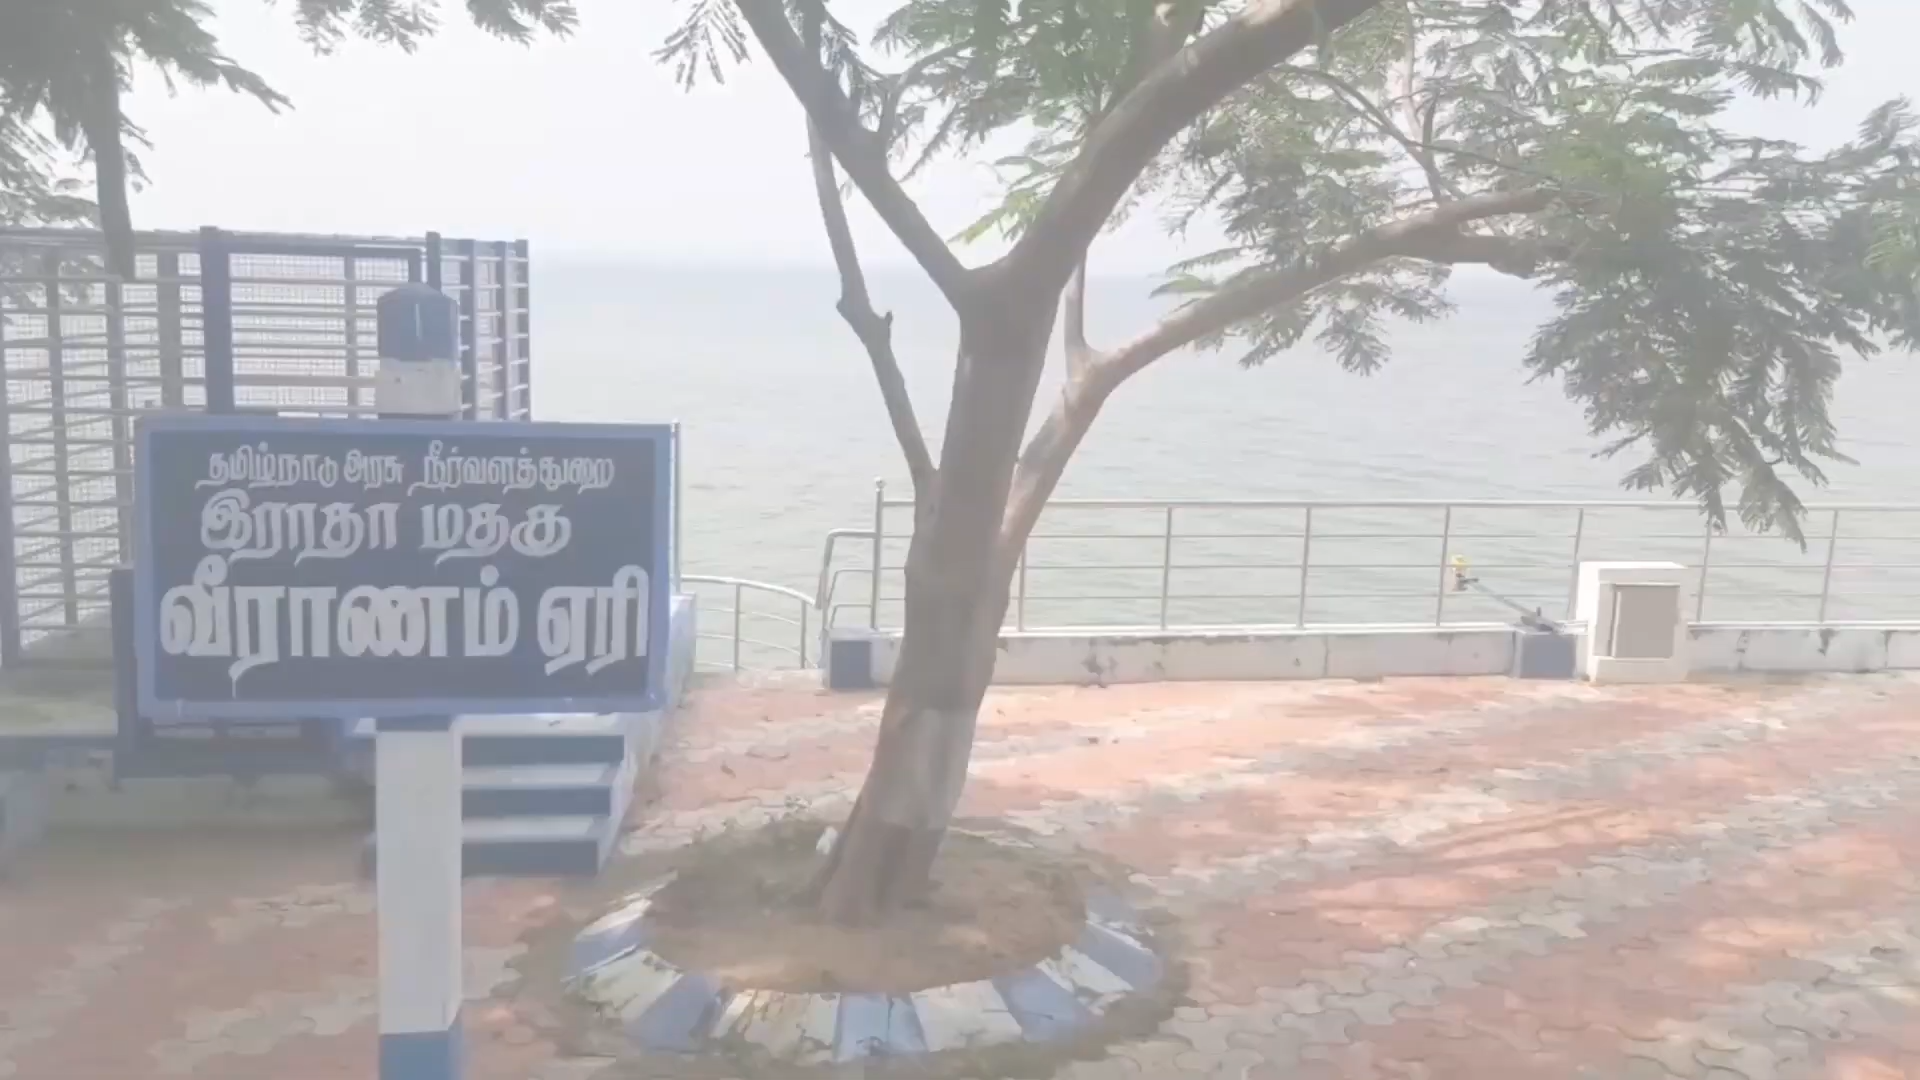 தமிழ்நாடு அரசு நீர்வளத்துறை
இராதா மதகு
வீராணம் ஏரி